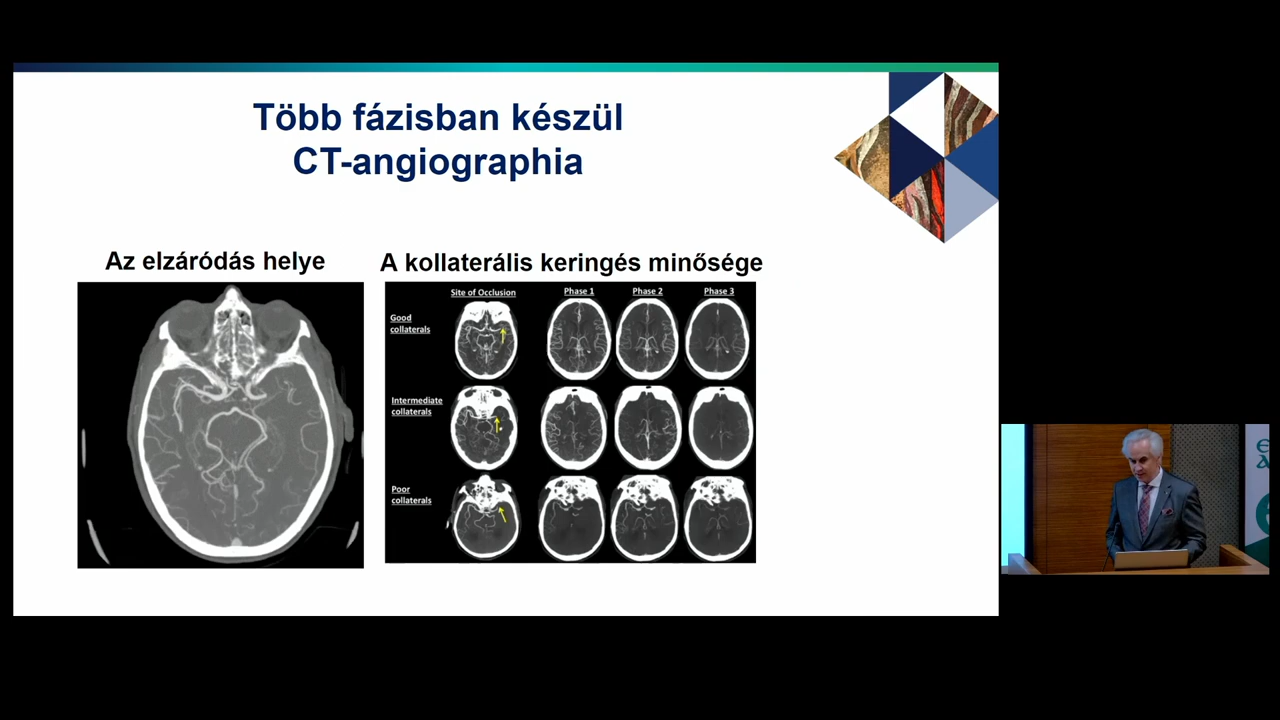 Több fázisban készül
CT-angiographia
Az elzáródás helye
A kollaterális keringés minősége
Site of Occlusion
Phase 1
Phase 2
Phase 3
Good
collaterals
Intermediate
collaterals
Poor
collaterals